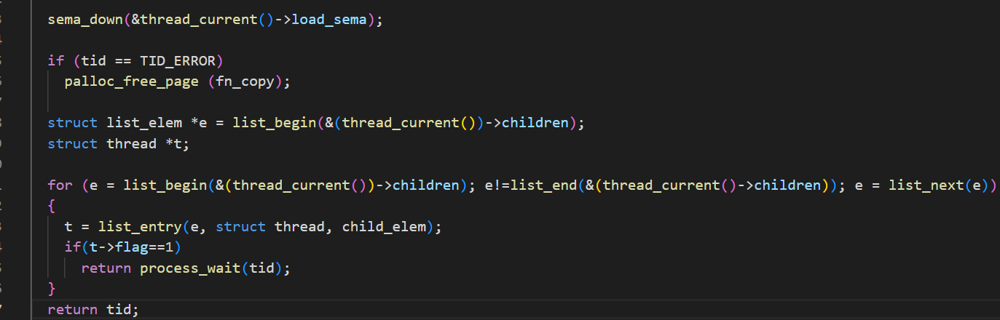 sema_down(&thread_current()->load_sema);
if (tid == TID_ERROR)
palloc_free_page (fn_copy);
struct list_elem *e = list_begin(&(thread_current())->children);
struct thread *t;
for (e = list_begin(&(thread_current())->children); e!=list_end(&(thread_current()->children)); e = list_next(e))
{
t = list_entry(e, struct thread, child_elem);
if(t->flag==1)
return process_wait(tid);
}
return tid;